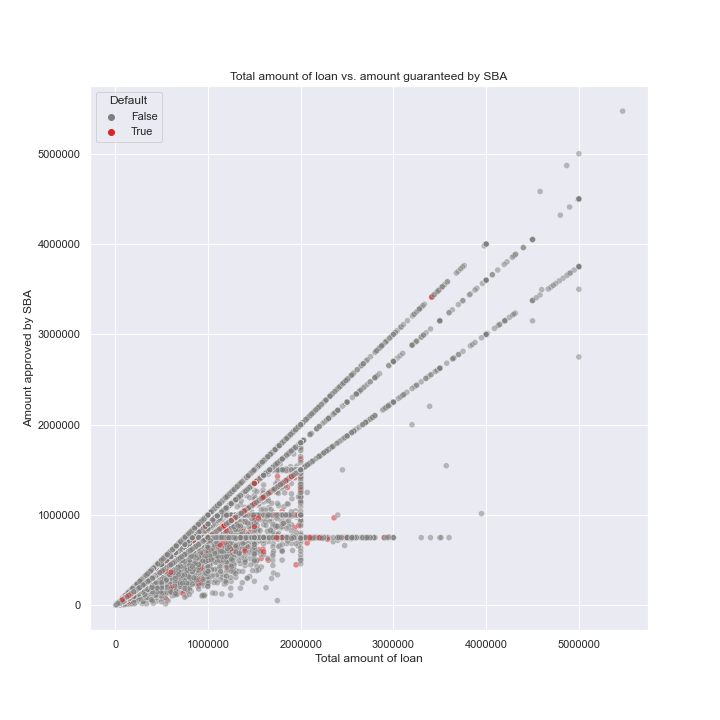 Total amount of loan vs. amount guaranteed by SBA
Default
False
True
5000000
4000000
3000000
2000000
1000000
0
Amount approved by SBA
0 1000000 2000000 3000000 4000000 5000000
Total amount of loan